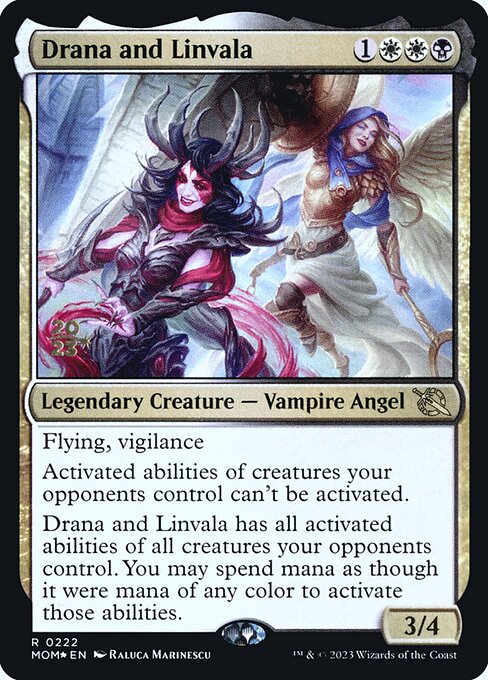 Drana and Linvala 1
20
23
Legendary Creature — Vampire Angel
Flying, vigilance
Activated abilities of creatures your
opponents control can't be activated.
Drana and Linvala has all activated
abilities of all creatures your opponents
control. You may spend mana as though
it were mana of any color to activate
those abilities.
3/4
R 0222
MOM★EN Raluca Marinescu
™ & © 2023 Wizards of the Coast